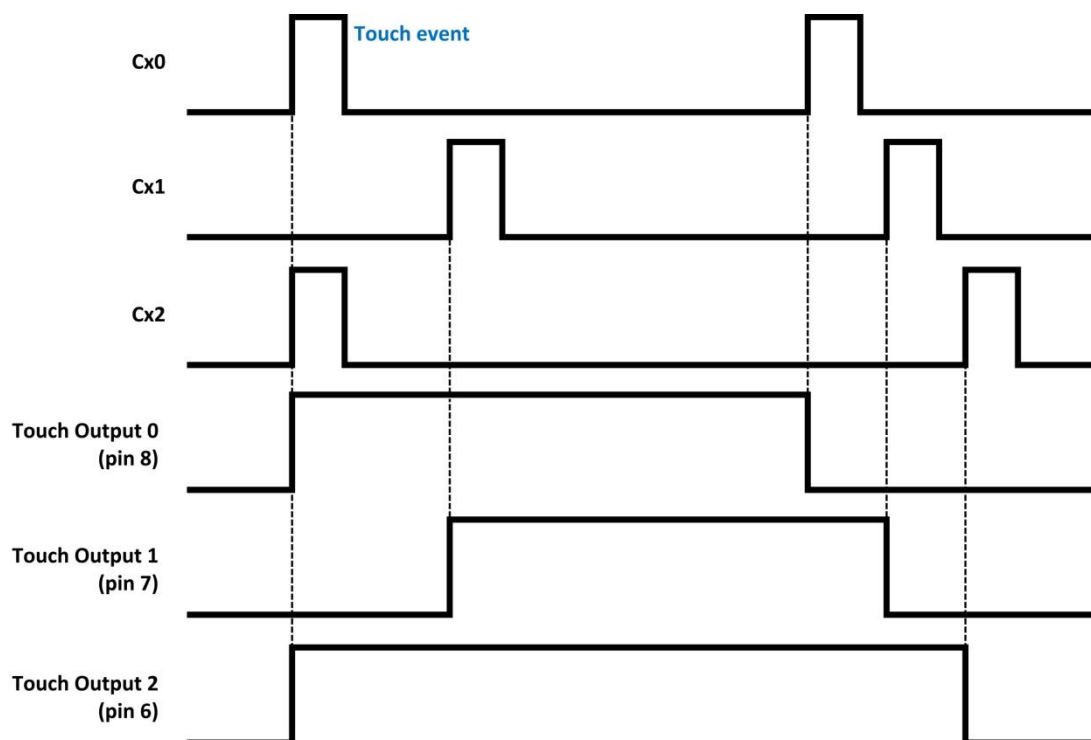 Touch event
Cx0
Cx1
Cx2
Touch Output 0
(pin 8)
Touch Output 1
(pin 7)
Touch Output 2
(pin 6)